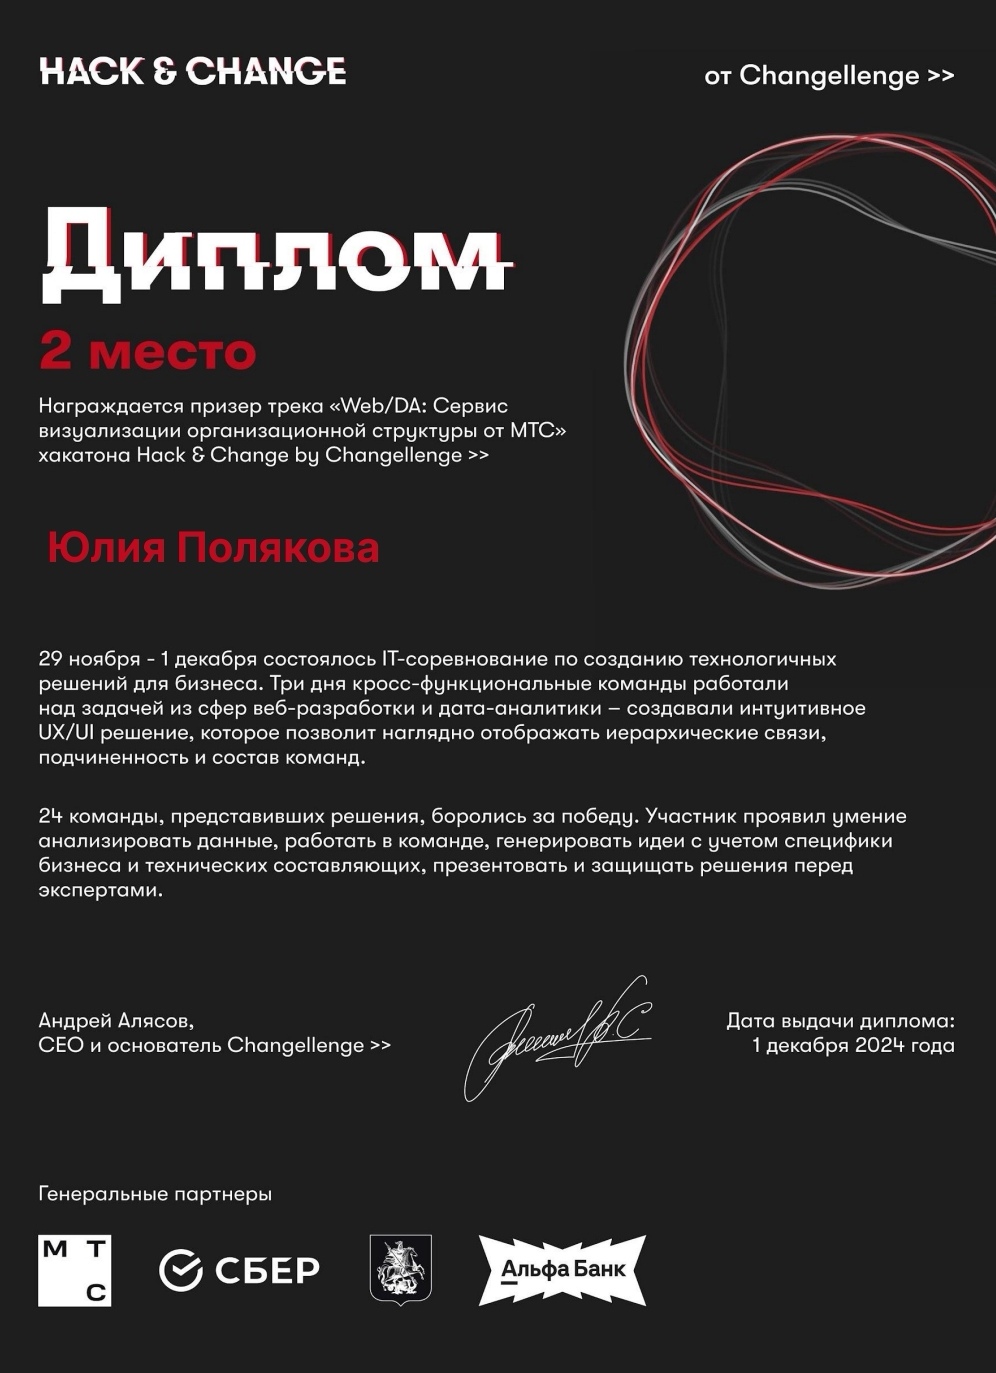 HACK & CHANGE
от Changellenge >>
Диплом
2 место
Награждается призер трека «Web/DA: Сервис
визуализации организационной структуры от МТС»
хакатона Hack & Change by Changellenge >>
Юлия Полякова
29 ноября - 1 декабря состоялось IT-соревнование по созданию технологичных
решений для бизнеса. Три дня кросс-функциональные команды работали
над задачей из сфер веб-разработки и дата-аналитики – создавали интуитивное
UX/UI решение, которое позволит наглядно отображать иерархические связи,
подчиненность и состав команд.
24 команды, представивших решения, боролись за победу. Участник проявил умение
анализировать данные, работать в команде, генерировать идеи с учетом специфики
бизнеса и технических составляющих, презентовать и защищать решения перед
экспертами.
Андрей Алясов,
CEO и основатель Changellenge >>
Дата выдачи диплома:
1 декабря 2024 года
Генеральные партнеры
МТС
СБЕР
Альфа Банк